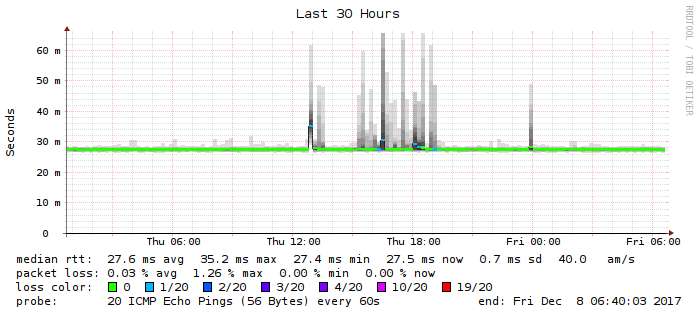 Last 30 Hours
RRDTOOL / TOBI OETIKER
Seconds
60 m
50 m
40 m
30 m
20 m
10 m
0
Thu 06:00 Thu 12:00 Thu 18:00 Fri 00:00 Fri 06:00
median rtt: 27.6 ms avg 35.2 ms max 27.4 ms min 27.5 ms now 0.7 ms sd 40.0 am/s
packet loss: 0.03 % avg 1.26 % max 0.00 % min 0.00 % now
loss color: 0 1/20 2/20 3/20 4/20 10/20 19/20
probe: 20 ICMP Echo Pings (56 Bytes) every 60s end: Fri Dec 8 06:40:03 2017